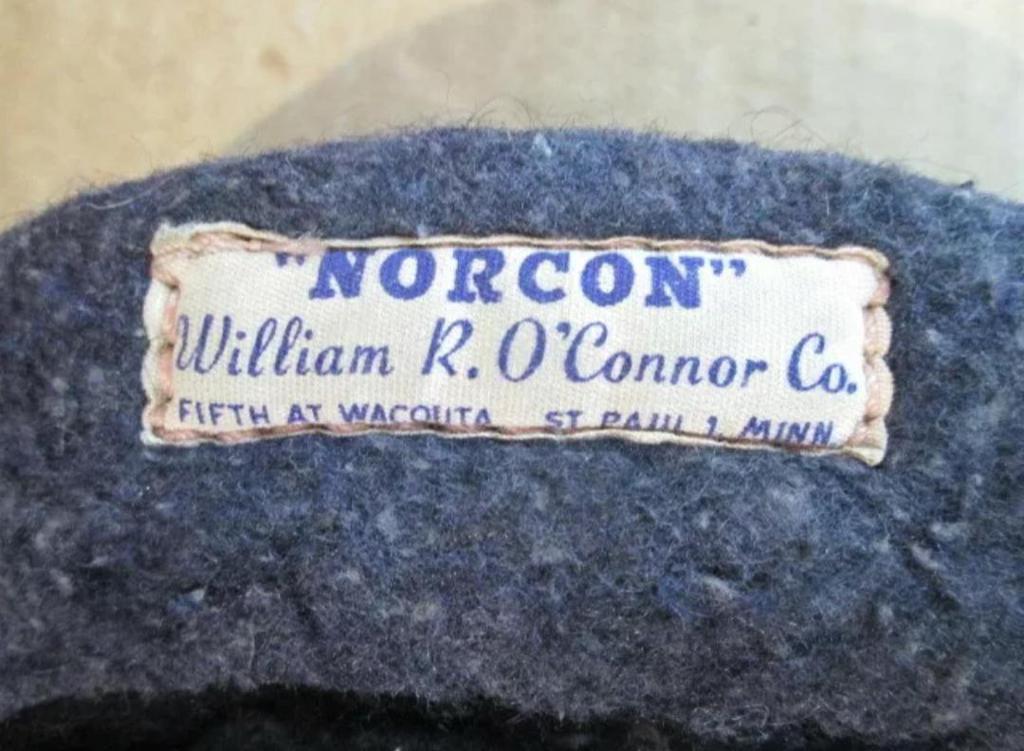 "NORCON"
William R. O'Connor Co.
FIFTH AT WACOUTA ST PAUL 1 MINN